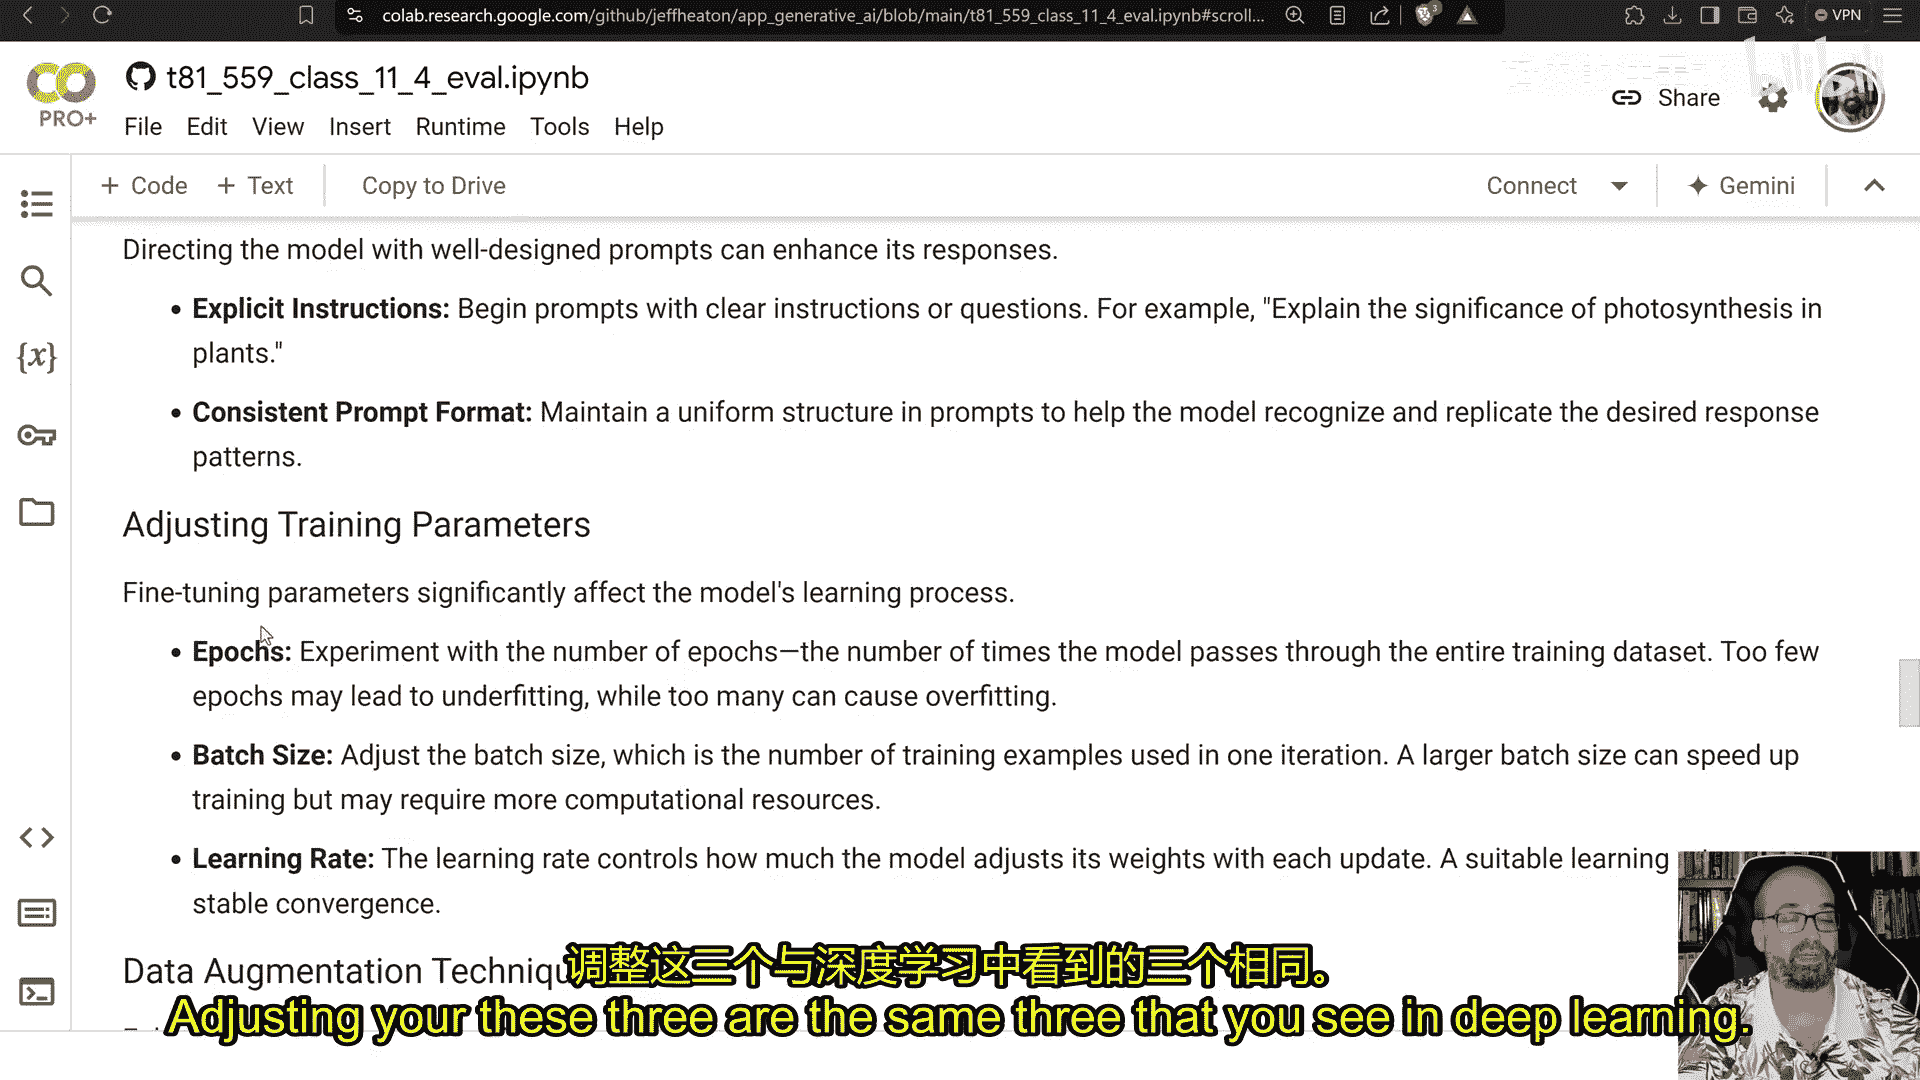 colab.research.google.com/github/jeffheaton/app_generative_ai/blob/main/t81_559_class_11_4_eval.ipynb#scroll...
3
VPN
t81_559_class_11_4_eval.ipynb
bilibili
PRO+
File Edit View Insert Runtime Tools Help
Share
+ Code + Text Copy to Drive
Connect
Gemini
Directing the model with well-designed prompts can enhance its responses.
• Explicit Instructions: Begin prompts with clear instructions or questions. For example, "Explain the significance of photosynthesis in
plants."
• Consistent Prompt Format: Maintain a uniform structure in prompts to help the model recognize and replicate the desired response
patterns.
Adjusting Training Parameters
Fine-tuning parameters significantly affect the model's learning process.
• Epochs: Experiment with the number of epochs—the number of times the model passes through the entire training dataset. Too few
epochs may lead to underfitting, while too many can cause overfitting.
• Batch Size: Adjust the batch size, which is the number of training examples used in one iteration. A larger batch size can speed up
training but may require more computational resources.
• Learning Rate: The learning rate controls how much the model adjusts its weights with each update. A suitable learning
stable convergence.
Data Augmentation Techniqu
调整这三个与深度学习中看到的三个相同。
Adjusting your these three are the same three that you see in deep learning.